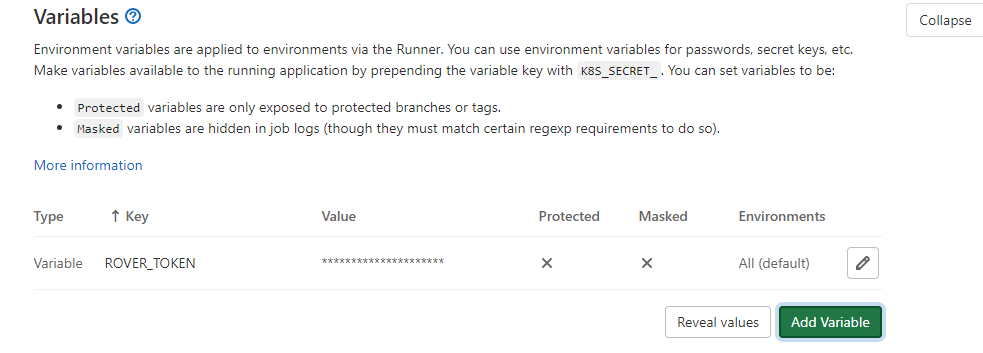 Variables
Collapse
Environment variables are applied to environments via the Runner. You can use environment variables for passwords, secret keys, etc.
Make variables available to the running application by prepending the variable key with K8S_SECRET_. You can set variables to be:
• Protected variables are only exposed to protected branches or tags.
• Masked variables are hidden in job logs (though they must match certain regexp requirements to do so).
More information
Type ↑ Key Value Protected Masked Environments
Variable ROVER_TOKEN ********************* All (default)
Reveal values Add Variable